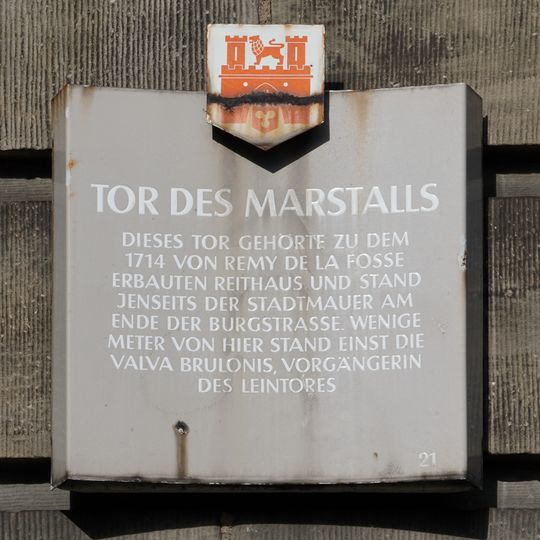 TOR DES MARSTALLS
DIESES TOR GEHÖRTE ZU DEM
1714 VON REMY DE LA FOSSE
ERBAUTEN REITHAUS UND STAND
JENSEITS DER STADTMAUER AM
ENDE DER BURGSTRASSE. WENIGE
METER VON HIER STAND EINST DIE
VALVA BRULONIS, VORGÄNGERIN
DES LEINTORES
21